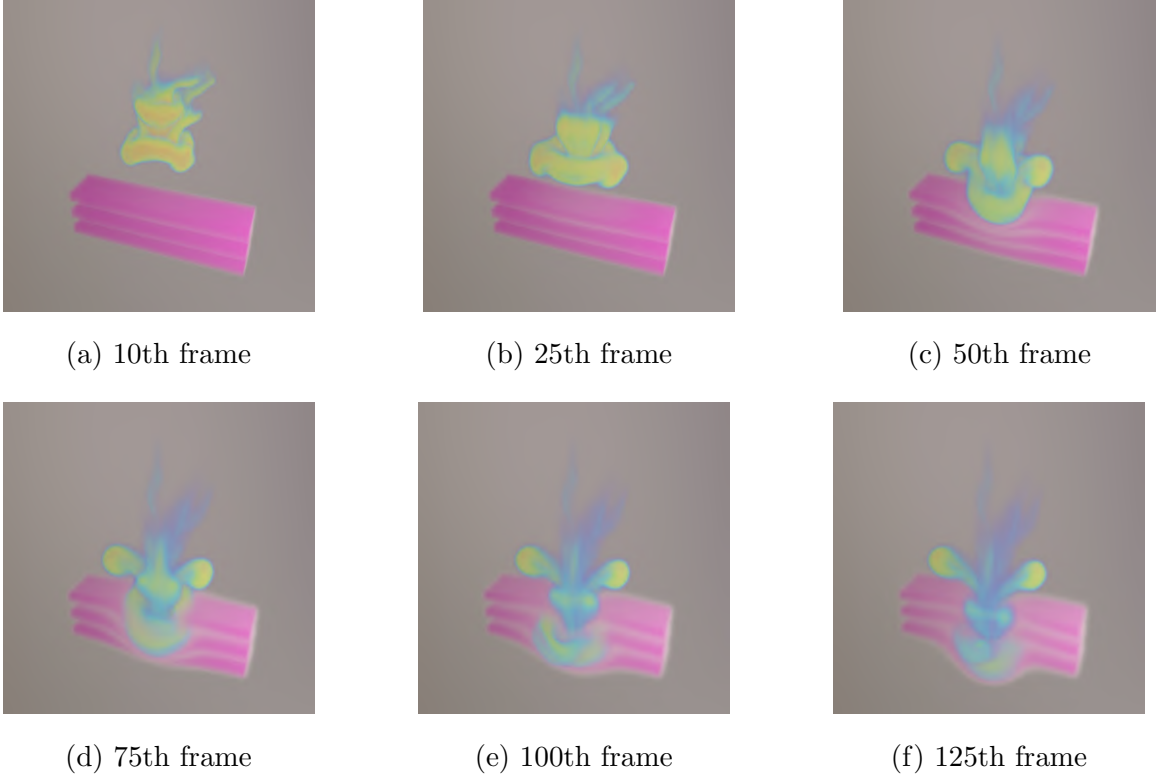 (a) 10th frame
(b) 25th frame
(c) 50th frame
(d) 75th frame
(e) 100th frame
(f) 125th frame